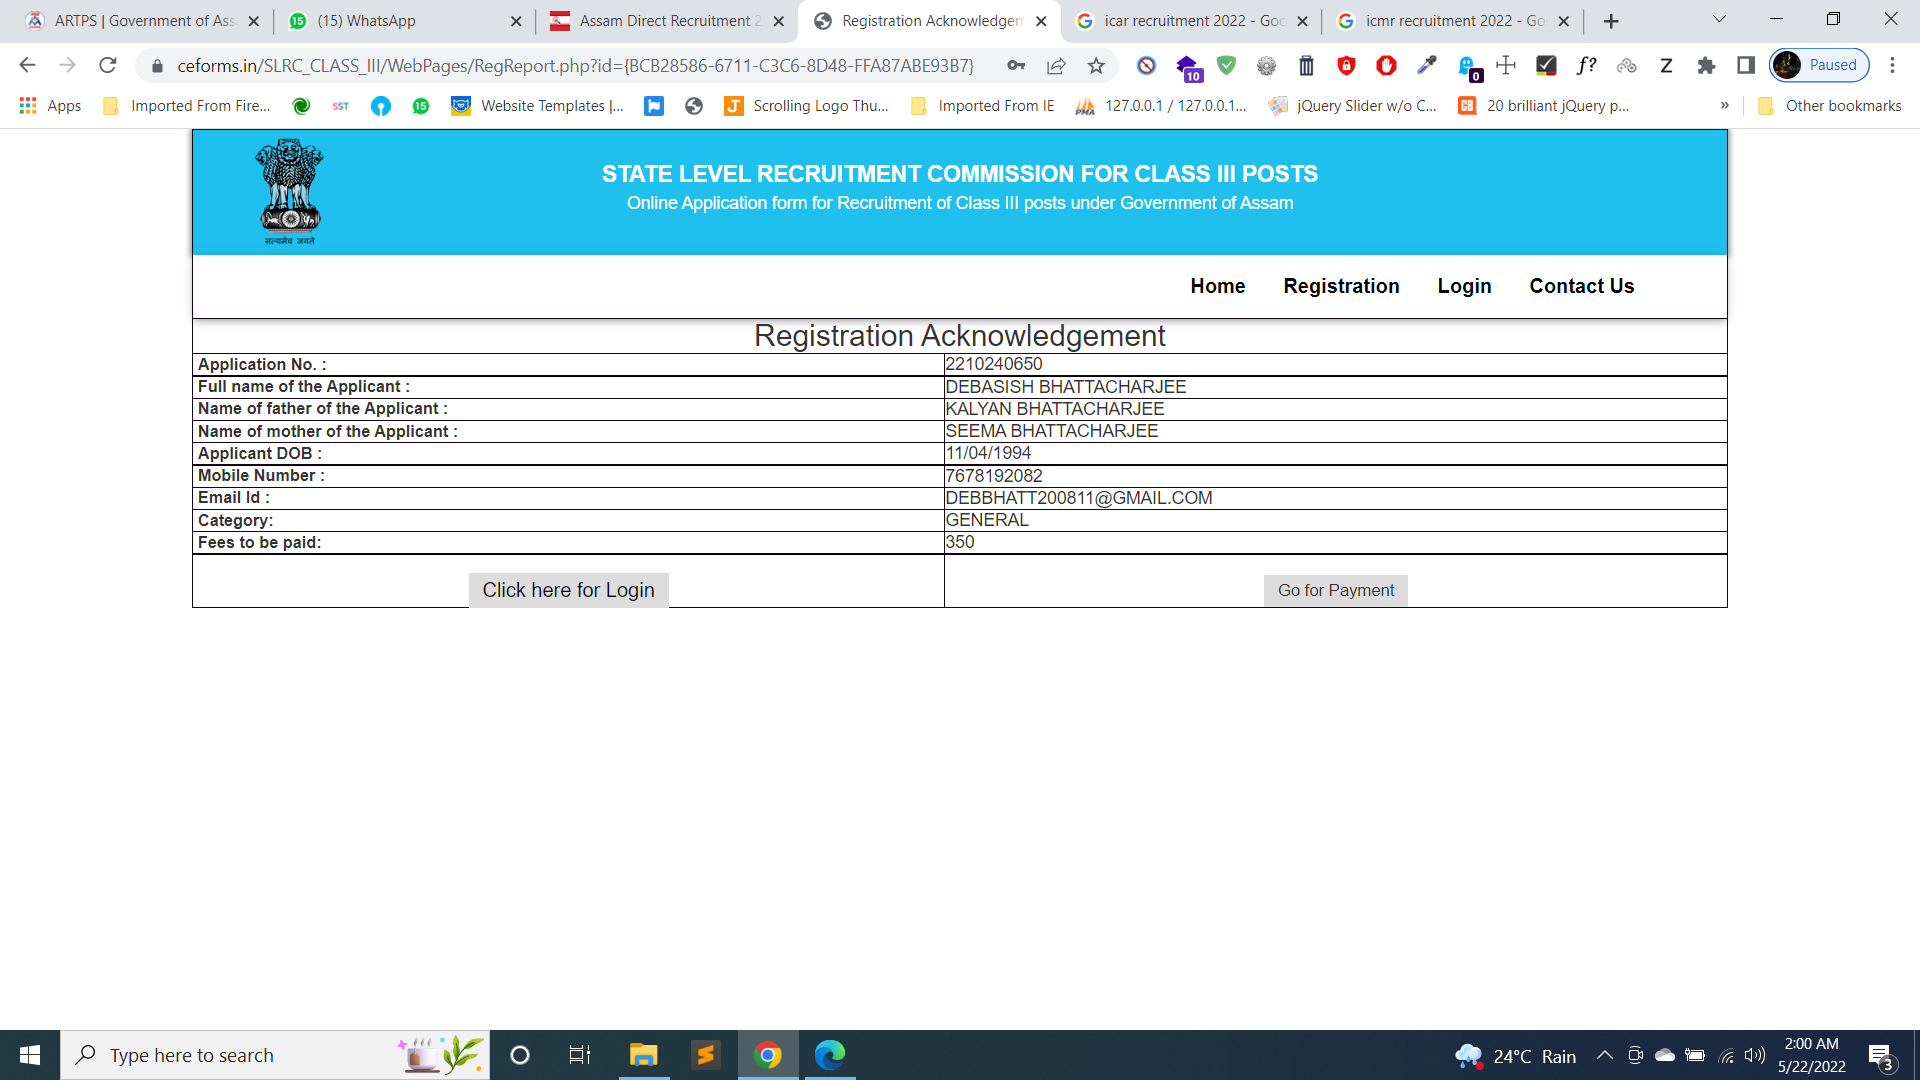 ARTPS | Government of Ass
(15) WhatsApp
Assam Direct Recruitment 2
Registration Acknowledgem
icar recruitment 2022 - Goo
icmr recruitment 2022 - Go
ceforms.in/SLRC_CLASS_III/WebPages/RegReport.php?id={BCB28586-6711-C3C6-8D48-FFA87ABE93B7}
10
0
f?
Z
Paused
Apps
Imported From Fire...
SST
15
Website Templates |...
J
Scrolling Logo Thu...
Imported From IE
PMA
127.0.0.1 / 127.0.0.1...
jQuery Slider w/o C...
CB
20 brilliant jQuery p...
»
Other bookmarks
सत्यमेव जयते
STATE LEVEL RECRUITMENT COMMISSION FOR CLASS III POSTS
Online Application form for Recruitment of Class III posts under Government of Assam
Home Registration Login Contact Us
Registration Acknowledgement
Application No. : 2210240650
Full name of the Applicant : DEBASISH BHATTACHARJEE
Name of father of the Applicant : KALYAN BHATTACHARJEE
Name of mother of the Applicant : SEEMA BHATTACHARJEE
Applicant DOB : 11/04/1994
Mobile Number : 7678192082
Email Id : DEBBHATT200811@GMAIL.COM
Category: GENERAL
Fees to be paid: 350
Click here for Login Go for Payment
Type here to search
24°C Rain
2:00 AM
5/22/2022
3